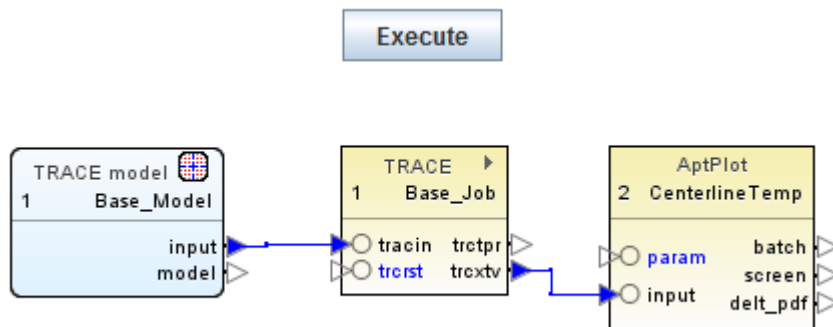 Execute
TRACE model
1 Base_Model
input
model
TRACE
1 Base_Job
tracin trctpr
trcrst trcxtv
AptPlot
2 CenterlineTemp
param batch
screen
input delt_pdf